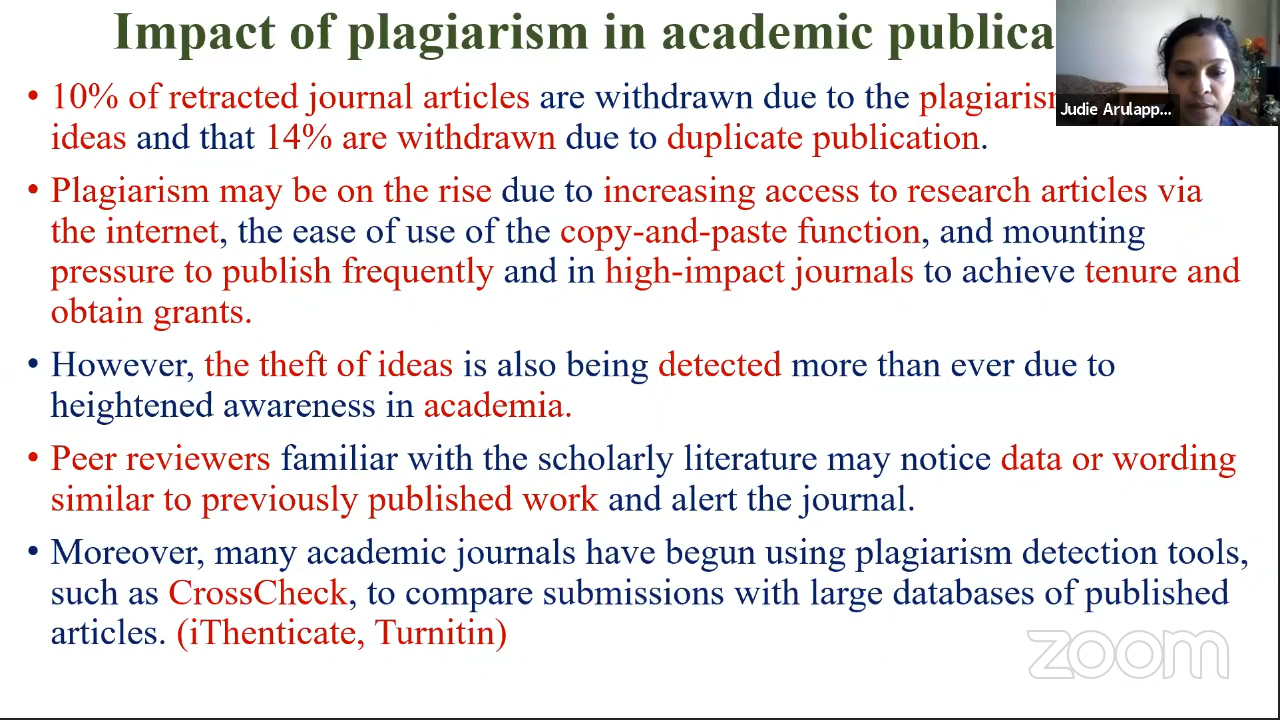 Impact of plagiarism in academic publica
• 10% of retracted journal articles are withdrawn due to the plagiarism
ideas and that 14% are withdrawn due to duplicate publication.
• Plagiarism may be on the rise due to increasing access to research articles via
the internet, the ease of use of the copy-and-paste function, and mounting
pressure to publish frequently and in high-impact journals to achieve tenure and
obtain grants.
• However, the theft of ideas is also being detected more than ever due to
heightened awareness in academia.
• Peer reviewers familiar with the scholarly literature may notice data or wording
similar to previously published work and alert the journal.
• Moreover, many academic journals have begun using plagiarism detection tools,
such as CrossCheck, to compare submissions with large databases of published
articles. (iThenticate, Turnitin)
Judie Arulapp...
zoom